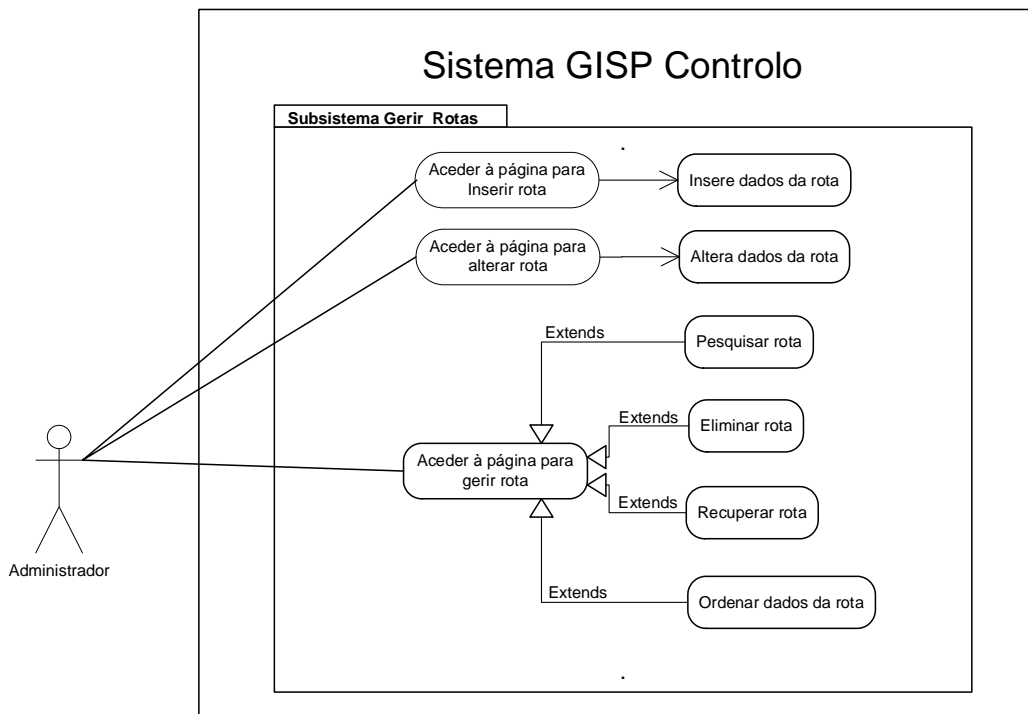 Sistema GISP Controlo
Subsistema Gerir_Rotas
Aceder à página para
Inserir rota
Insere dados da rota
Aceder à página para
alterar rota
Altera dados da rota
Extends
Pesquisar rota
Extends
Eliminar rota
Aceder à página para
gerir rota
Extends
Recuperar rota
Extends
Ordenar dados da rota
Administrador